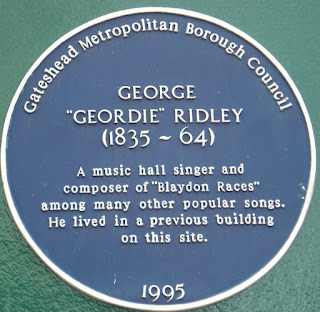 Gateshead Metropolitan Borough Council
GEORGE
"GEORDIE" RIDLEY
(1835 ~ 64)
A music hall singer and
composer of "Blaydon Races"
among many other popular songs.
He lived in a previous building
on this site.
1995